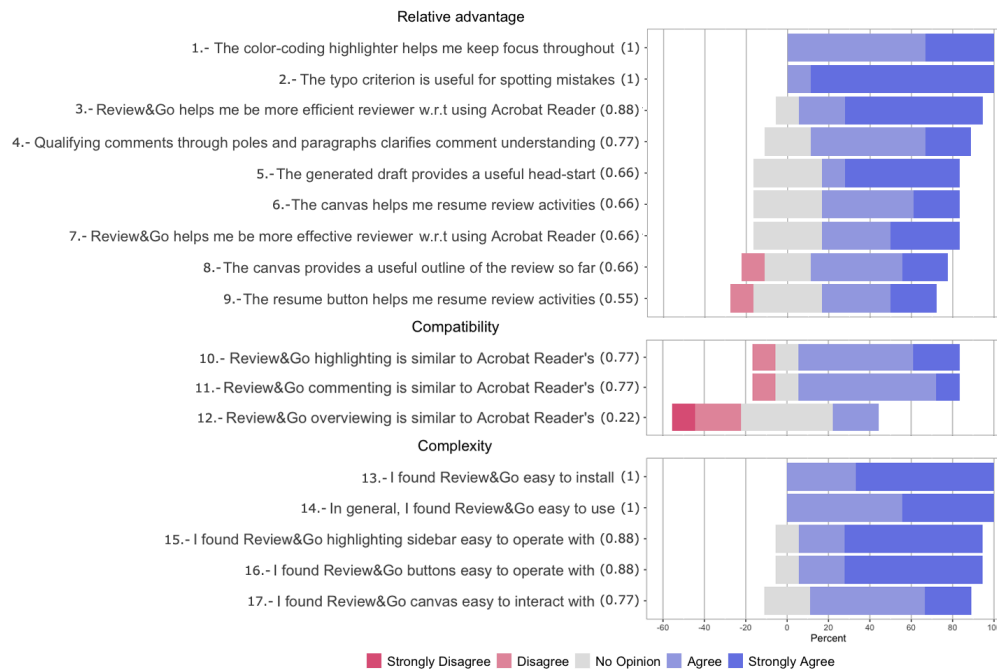 Relative advantage
1.- The color-coding highlighter helps me keep focus throughout (1)
2.- The typo criterion is useful for spotting mistakes (1)
3.- Review&Go helps me be more efficient reviewer w.r.t using Acrobat Reader (0.88)
4.- Qualifying comments through poles and paragraphs clarifies comment understanding (0.77)
5.- The generated draft provides a useful head-start (0.66)
6.-The canvas helps me resume review activities (0.66)
7.- Review&Go helps me be more effective reviewer w.r.t using Acrobat Reader (0.66)
8.-The canvas provides a useful outline of the review so far (0.66)
9.-The resume button helps me resume review activities (0.55)
Compatibility
10.- Review&Go highlighting is similar to Acrobat Reader's (0.77)
11.- Review&Go commenting is similar to Acrobat Reader's (0.77)
12.- Review&Go overviewing is similar to Acrobat Reader's (0.22)
Complexity
13.- I found Review&Go easy to install (1)
14.- In general, I found Review&Go easy to use (1)
15.- I found Review&Go highlighting sidebar easy to operate with (0.88)
16.- I found Review&Go buttons easy to operate with (0.88)
17.- I found Review&Go canvas easy to interact with (0.77)
-60 -40 -20 0 20 40 60 80 100
Percent
Strongly Disagree Disagree No Opinion Agree Strongly Agree